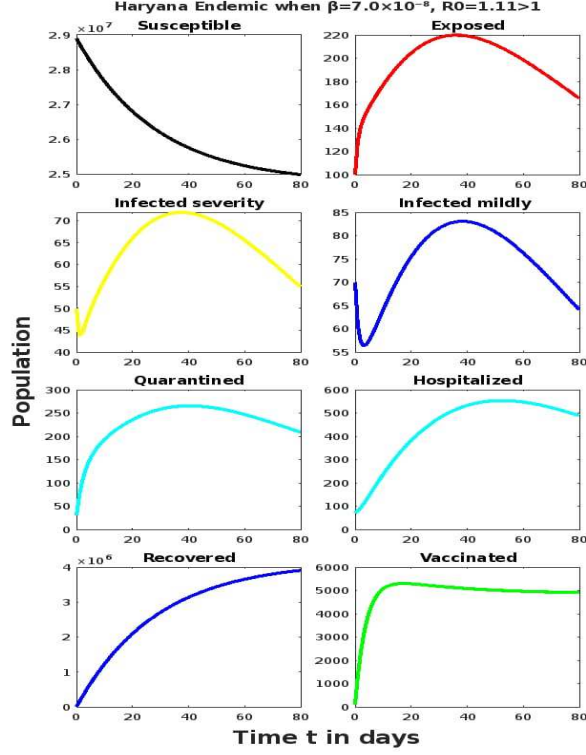 Haryana Endemic when β=7.0×10⁻⁸, R0=1.11>1
Susceptible
Exposed
×10⁷
2.9
2.8
2.7
2.6
2.5
0 20 40 60 80
220
200
180
160
140
120
100
0 20 40 60 80
Infected severity
Infected mildly
70
65
60
55
50
45
40
0 20 40 60 80
85
80
75
70
65
60
55
0 20 40 60 80
Quarantined
Hospitalized
300
250
200
150
100
50
0
0 20 40 60 80
600
500
400
300
200
100
0
0 20 40 60 80
Recovered
Vaccinated
×10⁶
4
3
2
1
0
0 20 40 60 80
6000
5000
4000
3000
2000
1000
0
0 20 40 60 80
Population
Time t in days